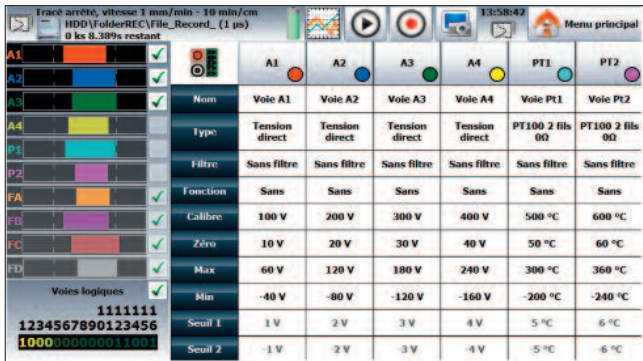 Tracé arrêté, vitesse 1 mm/min - 10 min/cm
HDD\FolderREC\File_Record_ (1 µs)
0 ks 8.389s restant
13:58:42
Menu principal
A1
A2
A3
A4
P1
P2
FA
FB
FC
FD
Voies logiques
1111111
1234567890123456
1000000000011001
A1 A2 A3 A4 PT1 PT2
Nom Voie A1 Voie A2 Voie A3 Voie A4 Voie Pt1 Voie Pt2
Type Tension direct Tension direct Tension direct Tension direct PT100 2 fils 0Ω PT100 2 fils 0Ω
Filtre Sans filtre Sans filtre Sans filtre Sans filtre Sans filtre Sans filtre
Fonction Sans Sans Sans Sans Sans Sans
Calibre 100 V 200 V 300 V 400 V 500 °C 600 °C
Zéro 10 V 20 V 30 V 40 V 50 °C 60 °C
Max 60 V 120 V 180 V 240 V 300 °C 360 °C
Min -40 V -80 V -120 V -160 V -200 °C -240 °C
Seuil 1 1 V 2 V 3 V 4 V 5 °C 6 °C
Seuil 2 -1 V -2 V -3 V -4 V -5 °C -6 °C